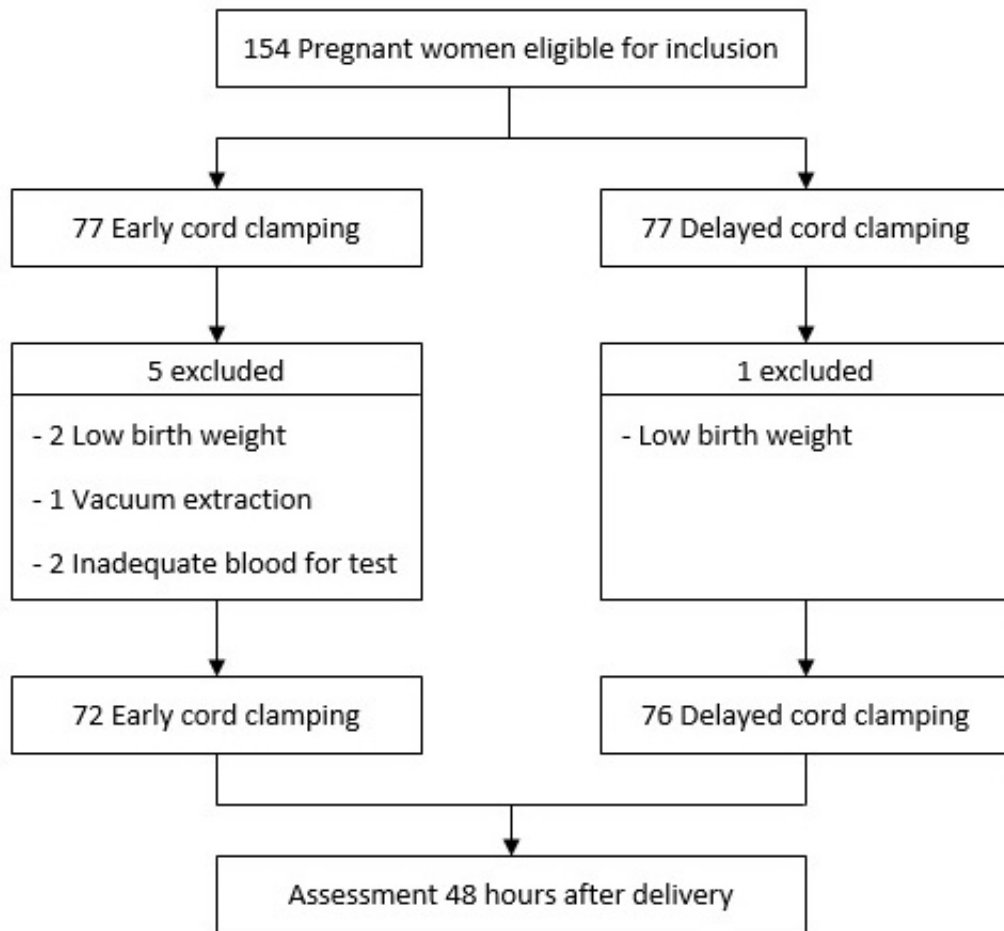 154 Pregnant women eligible for inclusion
77 Early cord clamping
77 Delayed cord clamping
5 excluded
- 2 Low birth weight
- 1 Vacuum extraction
- 2 Inadequate blood for test
1 excluded
- Low birth weight
72 Early cord clamping
76 Delayed cord clamping
Assessment 48 hours after delivery